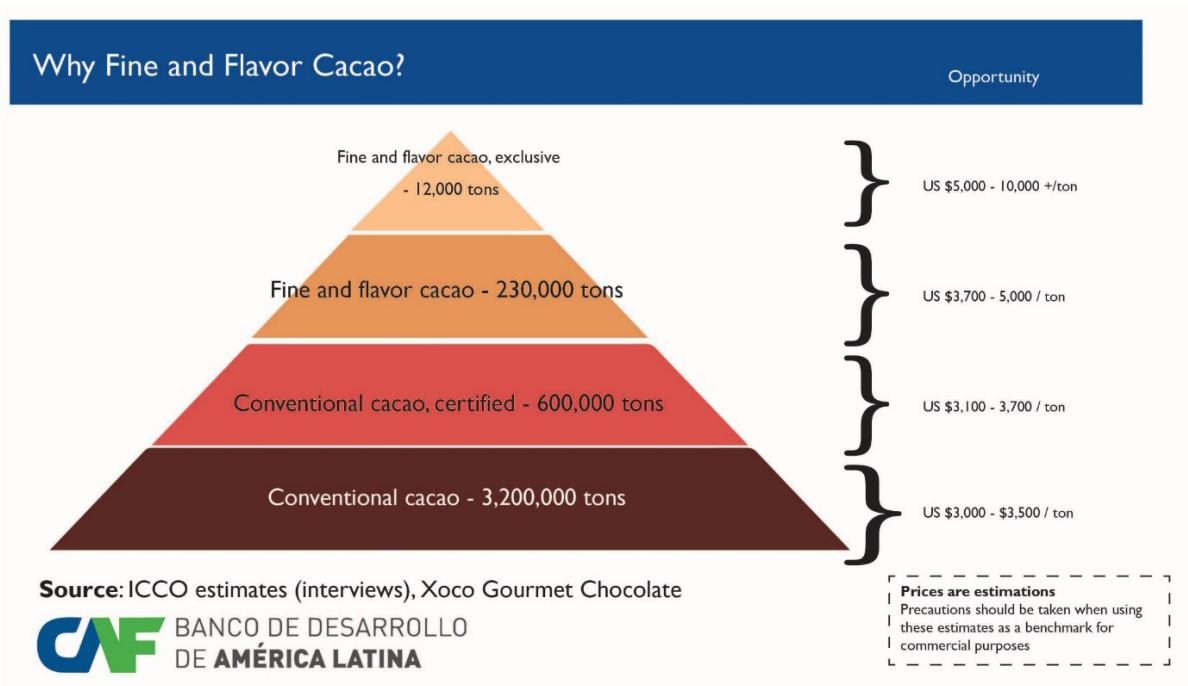 Why Fine and Flavor Cacao?
Opportunity
Fine and flavor cacao, exclusive
- 12,000 tons
US $5,000 - 10,000 +/ton
Fine and flavor cacao - 230,000 tons
US $3,700 - 5,000 / ton
Conventional cacao, certified - 600,000 tons
US $3,100 - 3,700 / ton
Conventional cacao - 3,200,000 tons
US $3,000 - $3,500 / ton
Source: ICCO estimates (interviews), Xoco Gourmet Chocolate
CAF
BANCO DE DESARROLLO
DE AMÉRICA LATINA
Prices are estimations
Precautions should be taken when using
these estimates as a benchmark for
commercial purposes